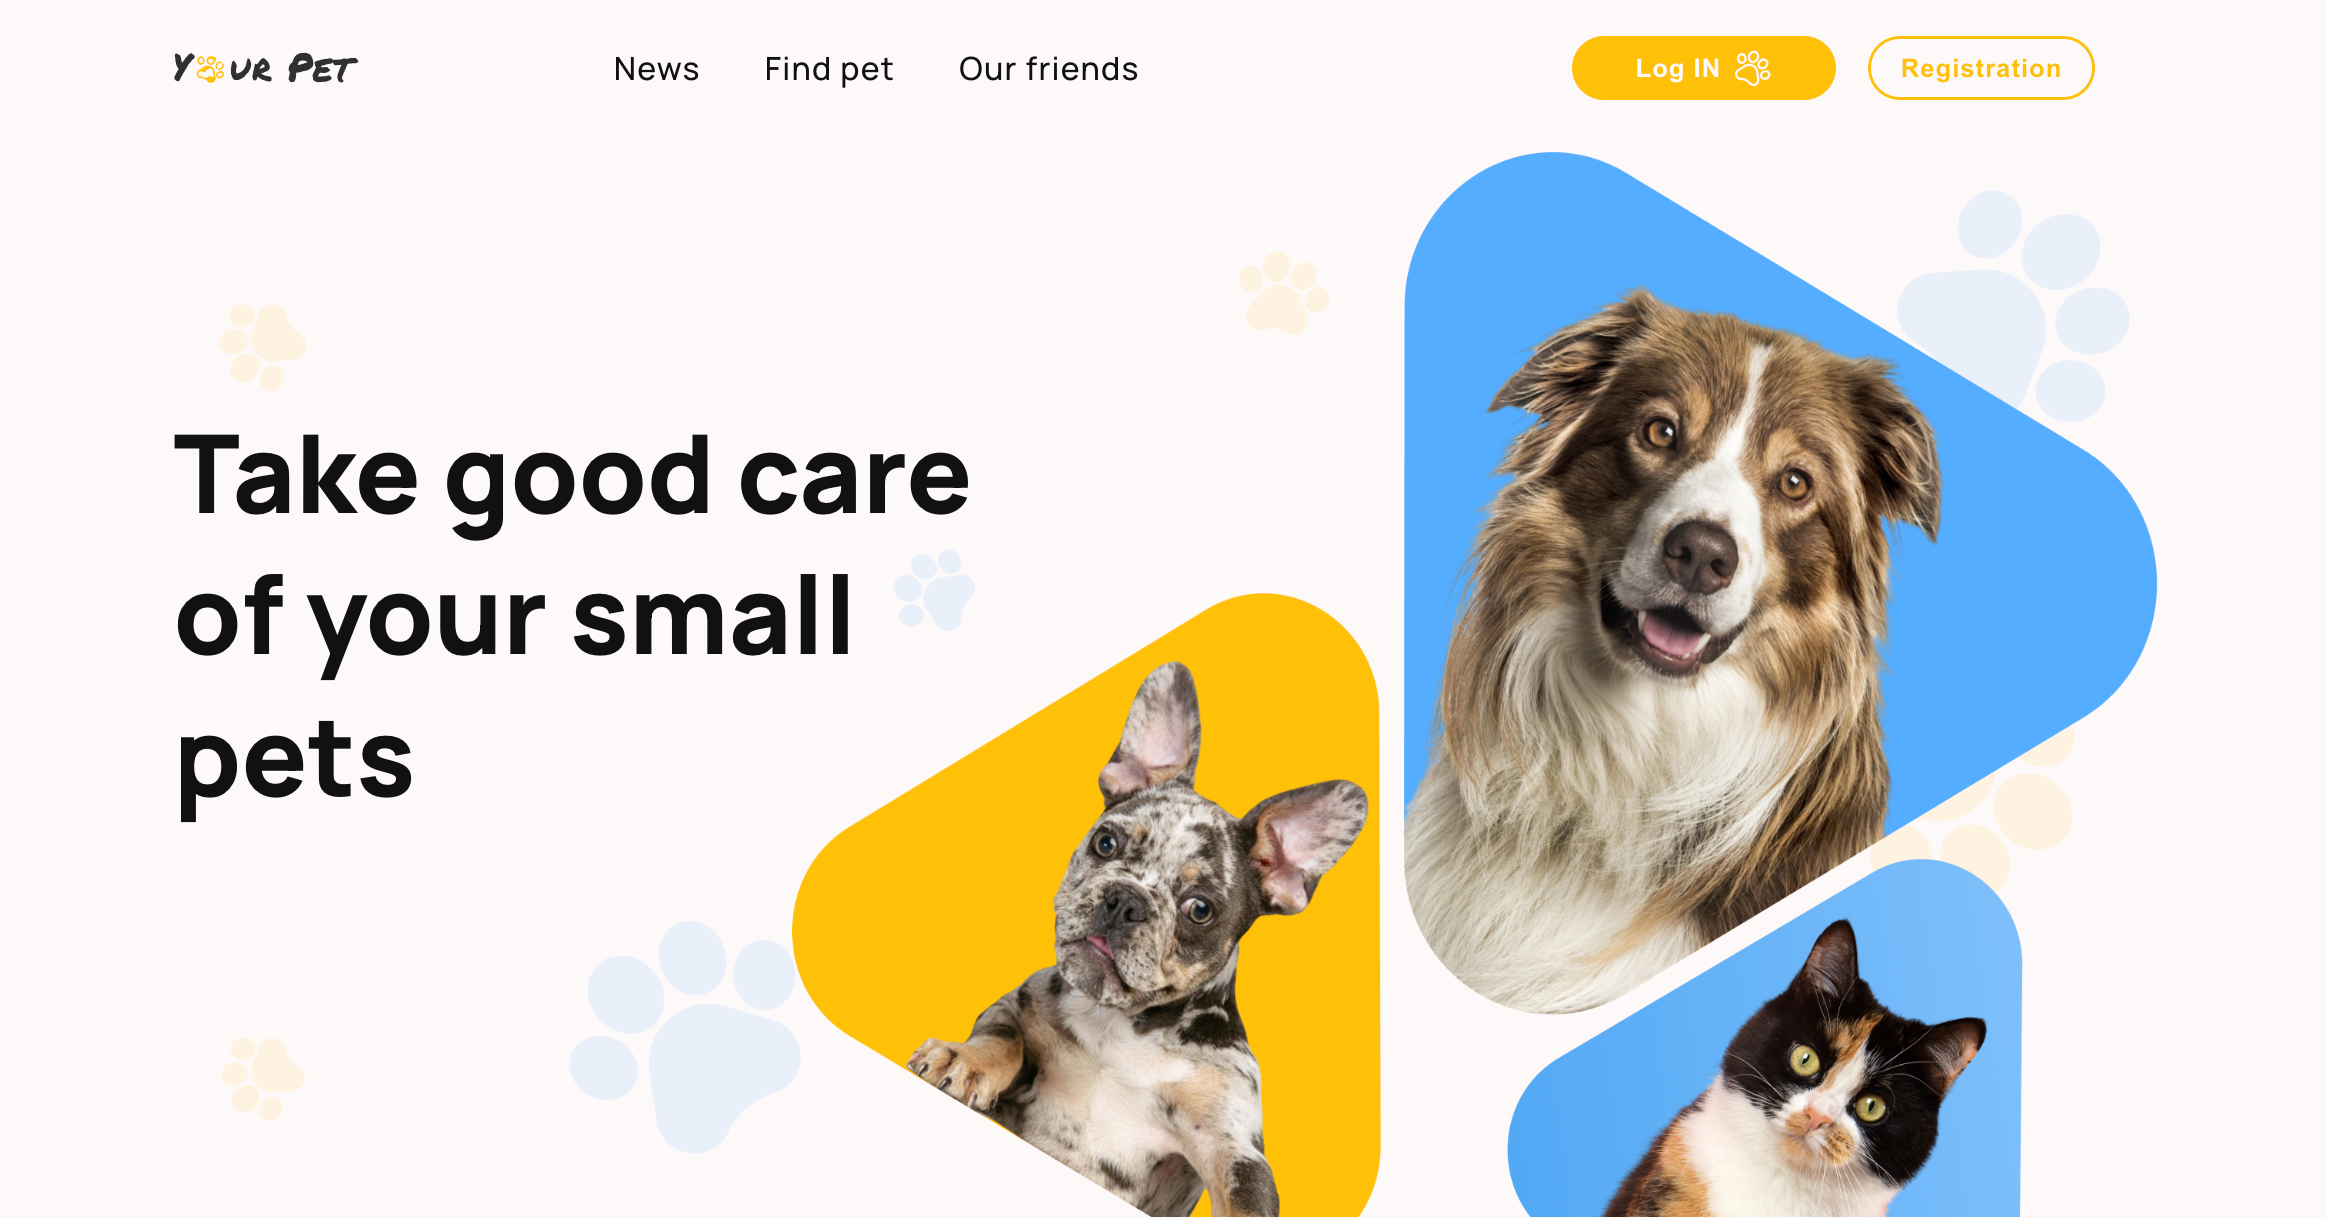 Your Pet
News
Find pet
Our friends
Log IN
Registration
Take good care
of your small
pets